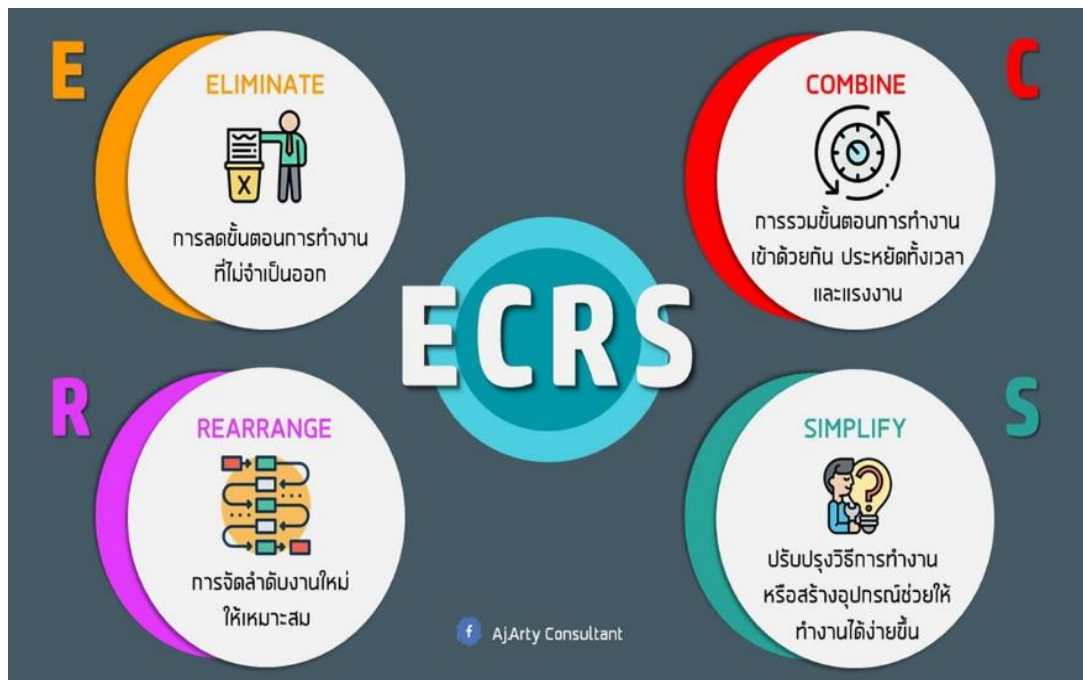 E
ELIMINATE
X
การลดขั้นตอนการทำงาน
ที่ไม่จำเป็นออก
C
COMBINE
การรวมขั้นตอนการทำงาน
เข้าด้วยกัน ประหยัดทั้งเวลา
และแรงงาน
ECRS
R
REARRANGE
การจัดลำดับงานใหม่
ให้เหมาะสม
S
SIMPLIFY
?
ปรับปรุงวิธีการทำงาน
หรือสร้างอุปกรณ์ช่วยให้
ทำงานได้ง่ายขึ้น
f Aj.Arty Consultant